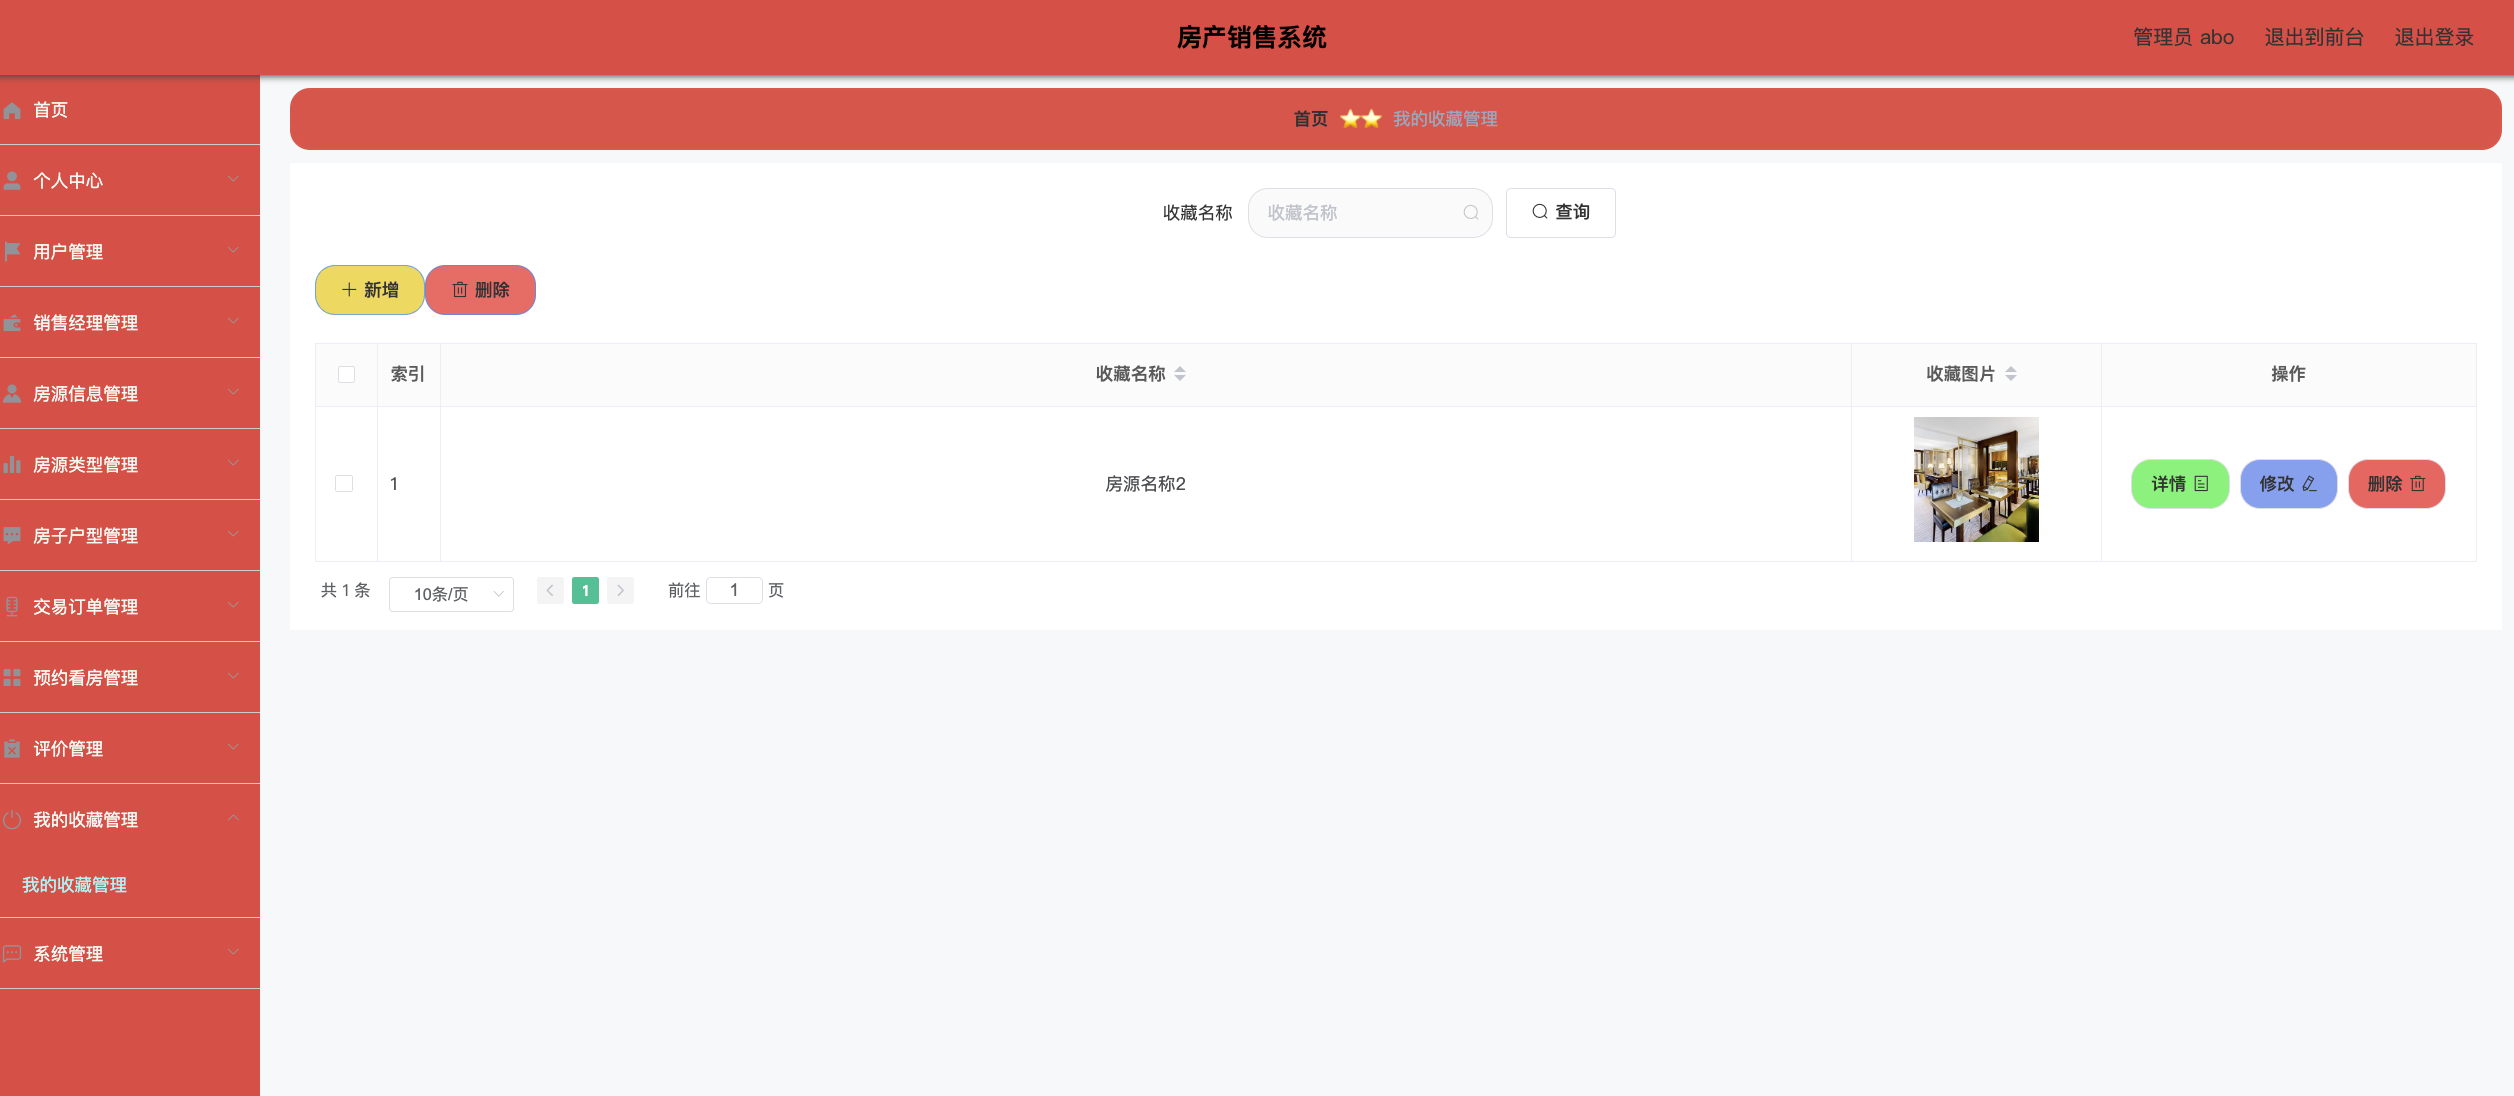 房产销售系统
管理员 abo 退出到前台 退出登录
首页
个人中心
用户管理
销售经理管理
房源信息管理
房源类型管理
房子户型管理
交易订单管理
预约看房管理
评价管理
我的收藏管理
我的收藏管理
系统管理
首页 ⭐⭐ 我的收藏管理
收藏名称 收藏名称 查询
新增 删除
索引 收藏名称 收藏图片 操作
1 房源名称2 详情 修改 删除
共 1 条 10条/页 1 前往 1 页